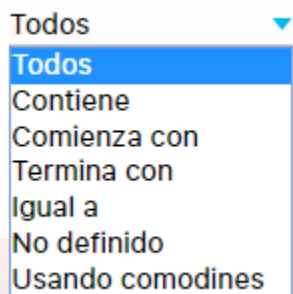 Todos
Todos
Contiene
Comienza con
Termina con
Igual a
No definido
Usando comodines